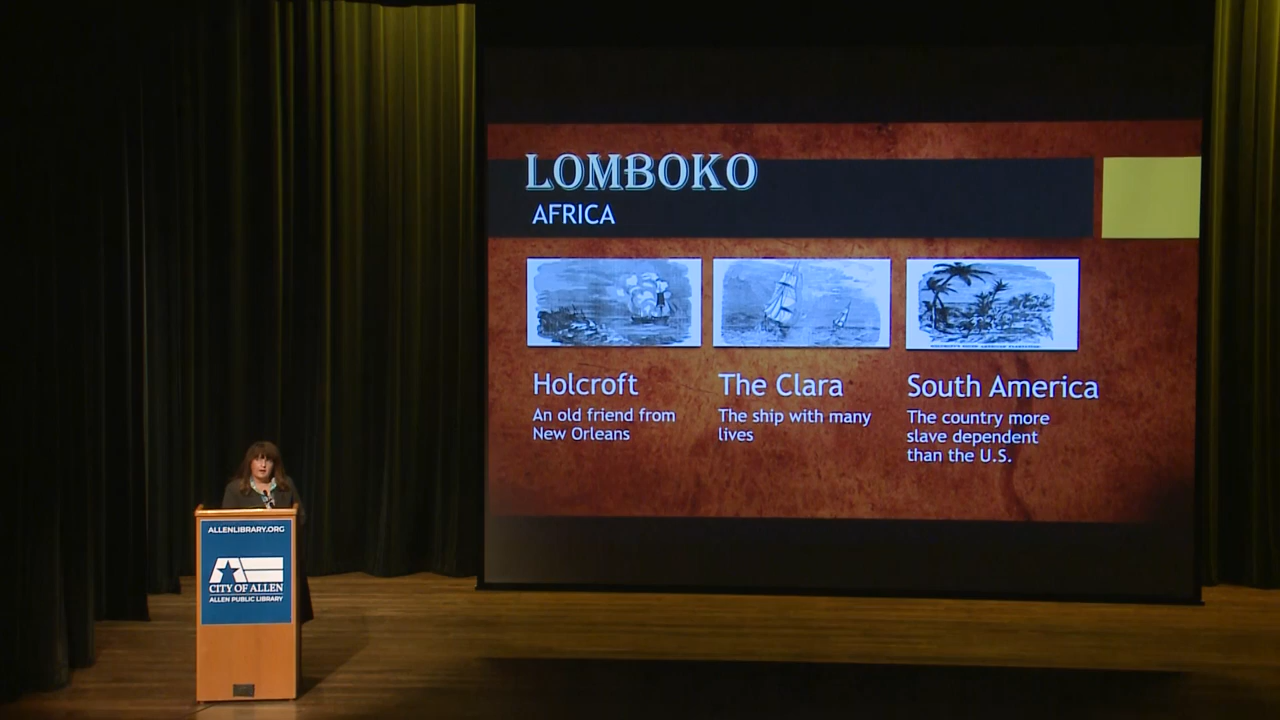 LOMBOKO
AFRICA
Holcroft
An old friend from
New Orleans
The Clara
The ship with many
lives
South America
The country more
slave dependent
than the U.S.
ALLENLIBRARY.ORG
CITY OF ALLEN
ALLEN PUBLIC LIBRARY